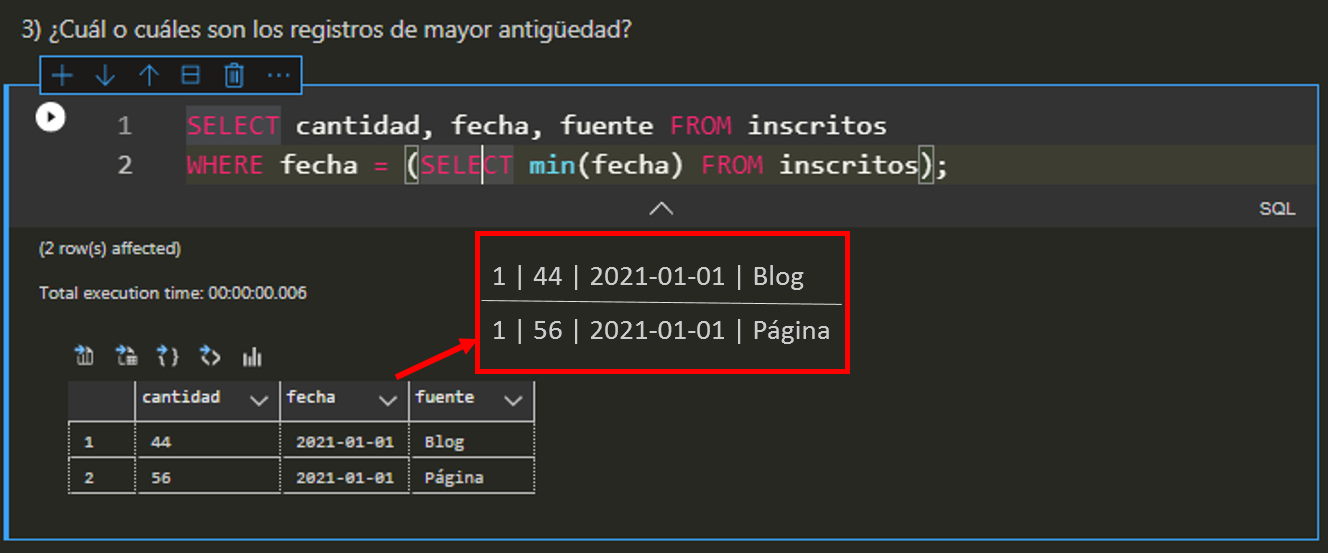 3) ¿Cuál o cuáles son los registros de mayor antigüedad?
1 SELECT cantidad, fecha, fuente FROM inscritos
2 WHERE fecha = (SELECT min(fecha) FROM inscritos);
SQL
(2 row(s) affected)
Total execution time: 00:00:00.006
1 | 44 | 2021-01-01 | Blog
1 | 56 | 2021-01-01 | Página
cantidad fecha fuente
1 44 2021-01-01 Blog
2 56 2021-01-01 Página